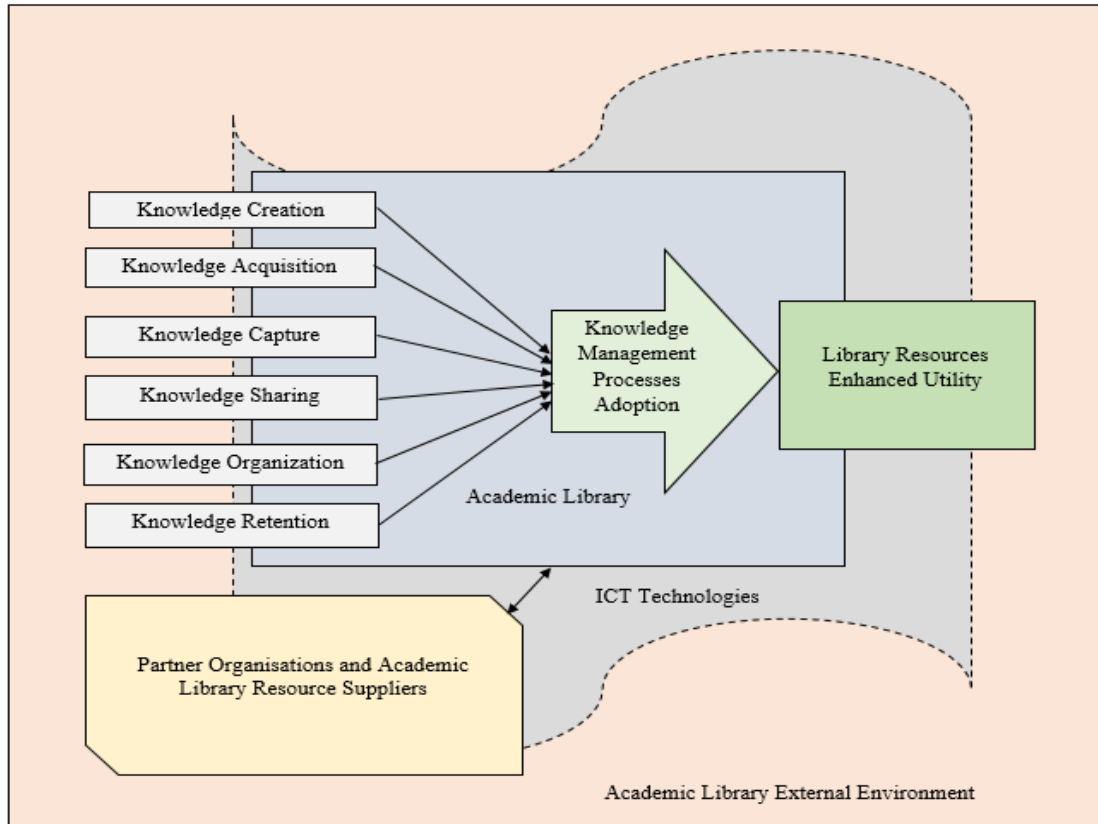 Knowledge Creation
Knowledge Acquisition
Knowledge Capture
Knowledge Sharing
Knowledge Organization
Knowledge Retention
Knowledge
Management
Processes
Adoption
Library Resources
Enhanced Utility
Academic Library
ICT Technologies
Partner Organisations and Academic
Library Resource Suppliers
Academic Library External Environment